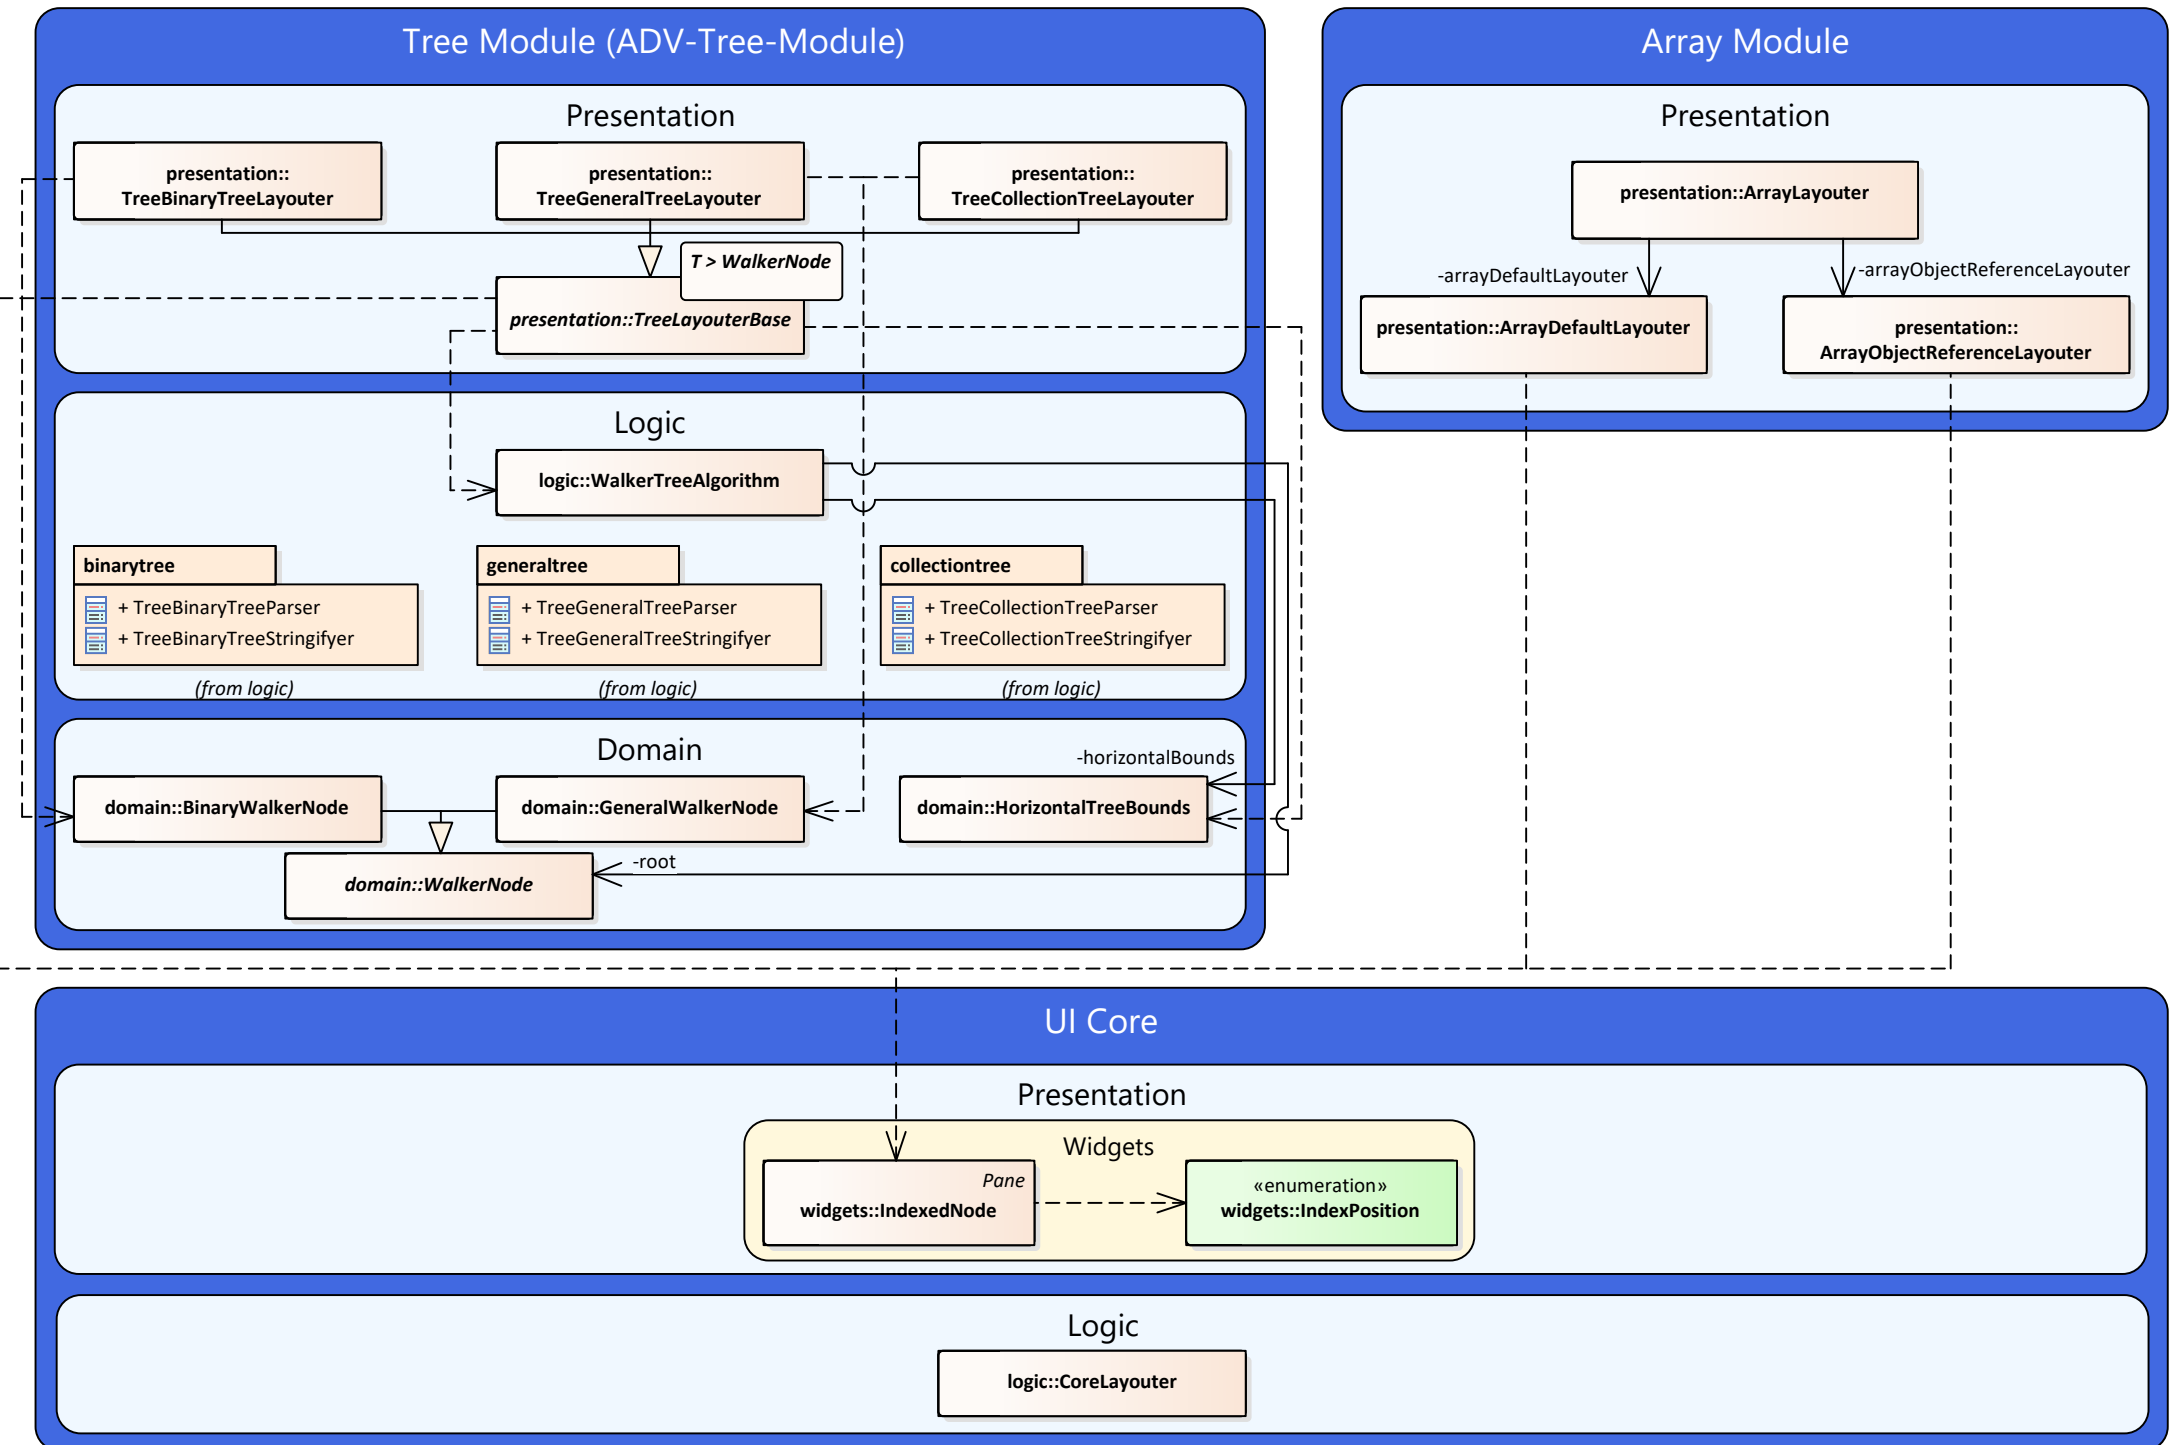 Tree Module (ADV-Tree-Module)
Presentation
presentation::
TreeBinaryTreeLayouter
presentation::
TreeGeneralTreeLayouter
presentation::
TreeCollectionTreeLayouter
T > WalkerNode
presentation::TreeLayouterBase
Logic
logic::WalkerTreeAlgorithm
binarytree
+ TreeBinaryTreeParser
+ TreeBinaryTreeStringifyer
(from logic)
generaltree
+ TreeGeneralTreeParser
+ TreeGeneralTreeStringifyer
(from logic)
collectiontree
+ TreeCollectionTreeParser
+ TreeCollectionTreeStringifyer
(from logic)
Domain
-horizontalBounds
domain::BinaryWalkerNode
domain::GeneralWalkerNode
domain::HorizontalTreeBounds
-root
domain::WalkerNode
Array Module
Presentation
presentation::ArrayLayouter
-arrayDefaultLayouter
-arrayObjectReferenceLayouter
presentation::ArrayDefaultLayouter
presentation::
ArrayObjectReferenceLayouter
UI Core
Presentation
Widgets
Pane
widgets::IndexedNode
«enumeration»
widgets::IndexPosition
Logic
logic::CoreLayouter